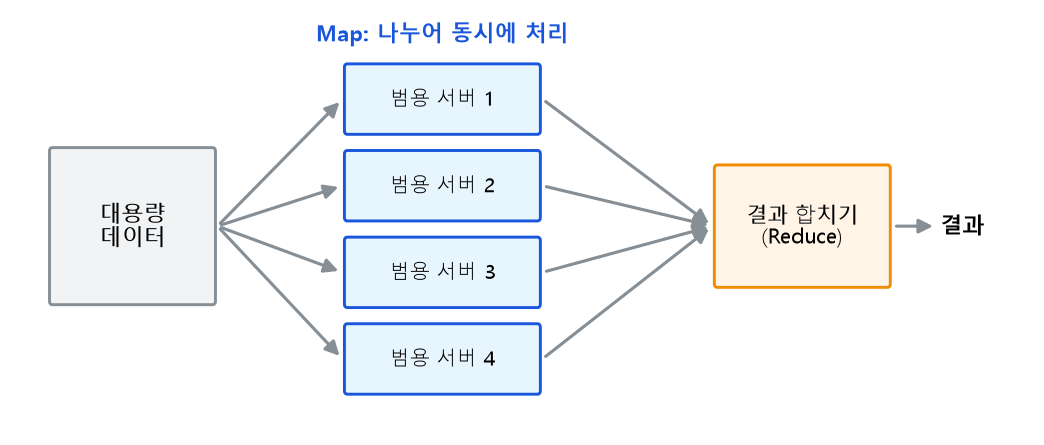 Map: 나누어 동시에 처리
범용 서버 1
대용량
데이터
범용 서버 2
범용 서버 3
범용 서버 4
결과 합치기
(Reduce)
결과